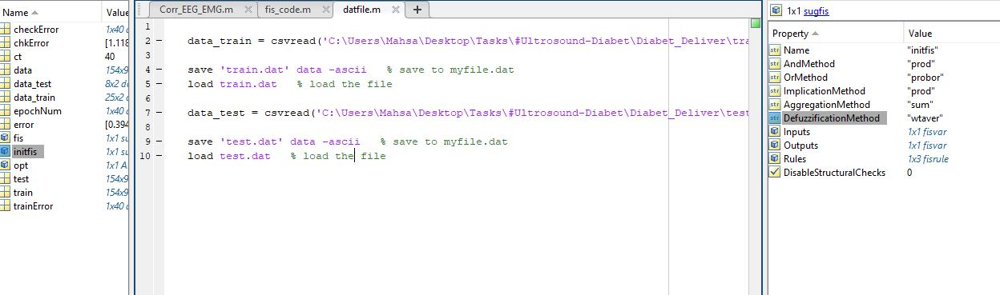 Name Value
checkError 1x40 d
chkError [1.118
ct 40
data 154x9
data_test 8x2 do
data_train 25x2 d
epochNum 1x40 d
error [0.394
fis 1x1 su
initfis 1x1 su
opt 1x1 A
test 154x9
train 154x9
trainError 1x40 d
Corr_EEG_EMG.m fis_code.m datfile.m +
1
2 data_train = csvread('C:\Users\Mahsa\Desktop\Tasks\#Ultrosound-Diabet\Diabet_Deliver\tra
3
4 save 'train.dat' data -ascii % save to myfile.dat
5 load train.dat % load the file
6
7 data_test = csvread('C:\Users\Mahsa\Desktop\Tasks\#Ultrosound-Diabet\Diabet_Deliver\test
8
9 save 'test.dat' data -ascii % save to myfile.dat
10 load test.dat % load the file
1x1 sugfis
Property Value
Name "initfis"
AndMethod "prod"
OrMethod "probor"
ImplicationMethod "prod"
AggregationMethod "sum"
DefuzzificationMethod "wtaver"
Inputs 1x1 fisvar
Outputs 1x1 fisvar
Rules 1x3 fisrule
DisableStructuralChecks 0